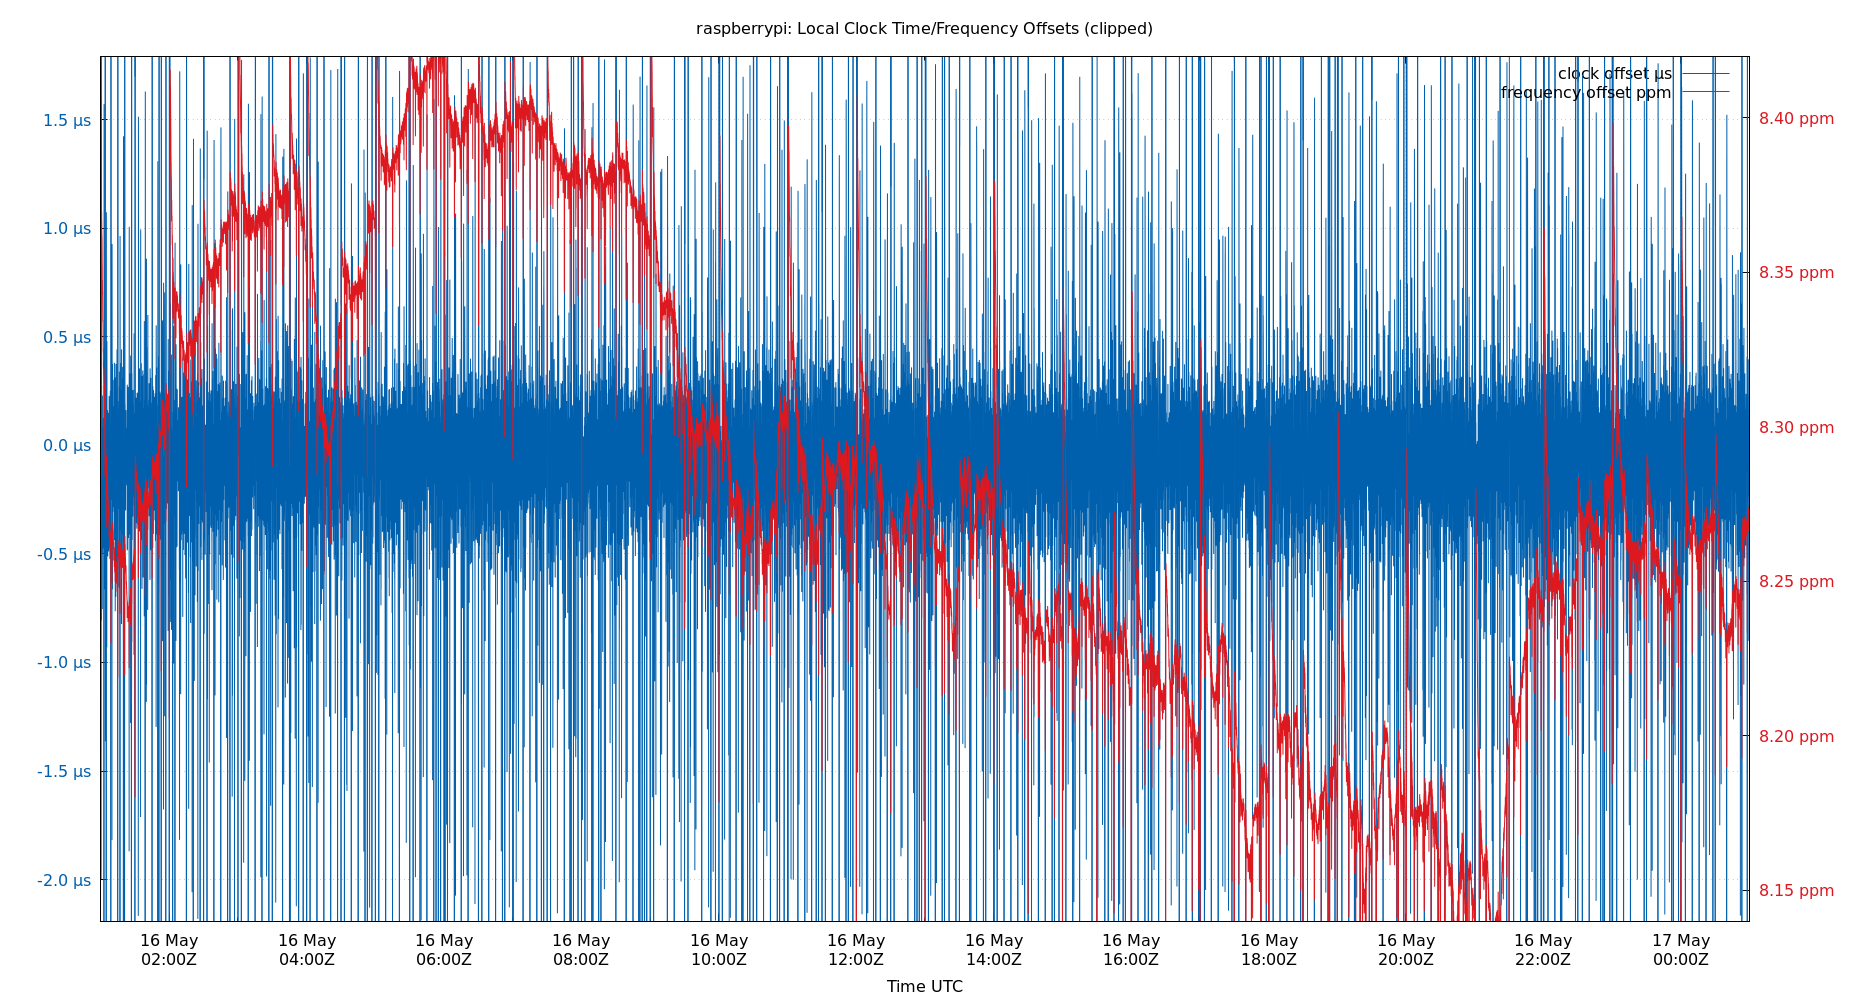 raspberrypi: Local Clock Time/Frequency Offsets (clipped)
clock offset µs
frequency offset ppm
1.5 µs
1.0 µs
0.5 µs
0.0 µs
-0.5 µs
-1.0 µs
-1.5 µs
-2.0 µs
8.40 ppm
8.35 ppm
8.30 ppm
8.25 ppm
8.20 ppm
8.15 ppm
16 May 16 May 16 May 16 May 16 May 16 May 16 May 16 May 16 May 16 May 16 May 17 May
02:00Z 04:00Z 06:00Z 08:00Z 10:00Z 12:00Z 14:00Z 16:00Z 18:00Z 20:00Z 22:00Z 00:00Z
Time UTC